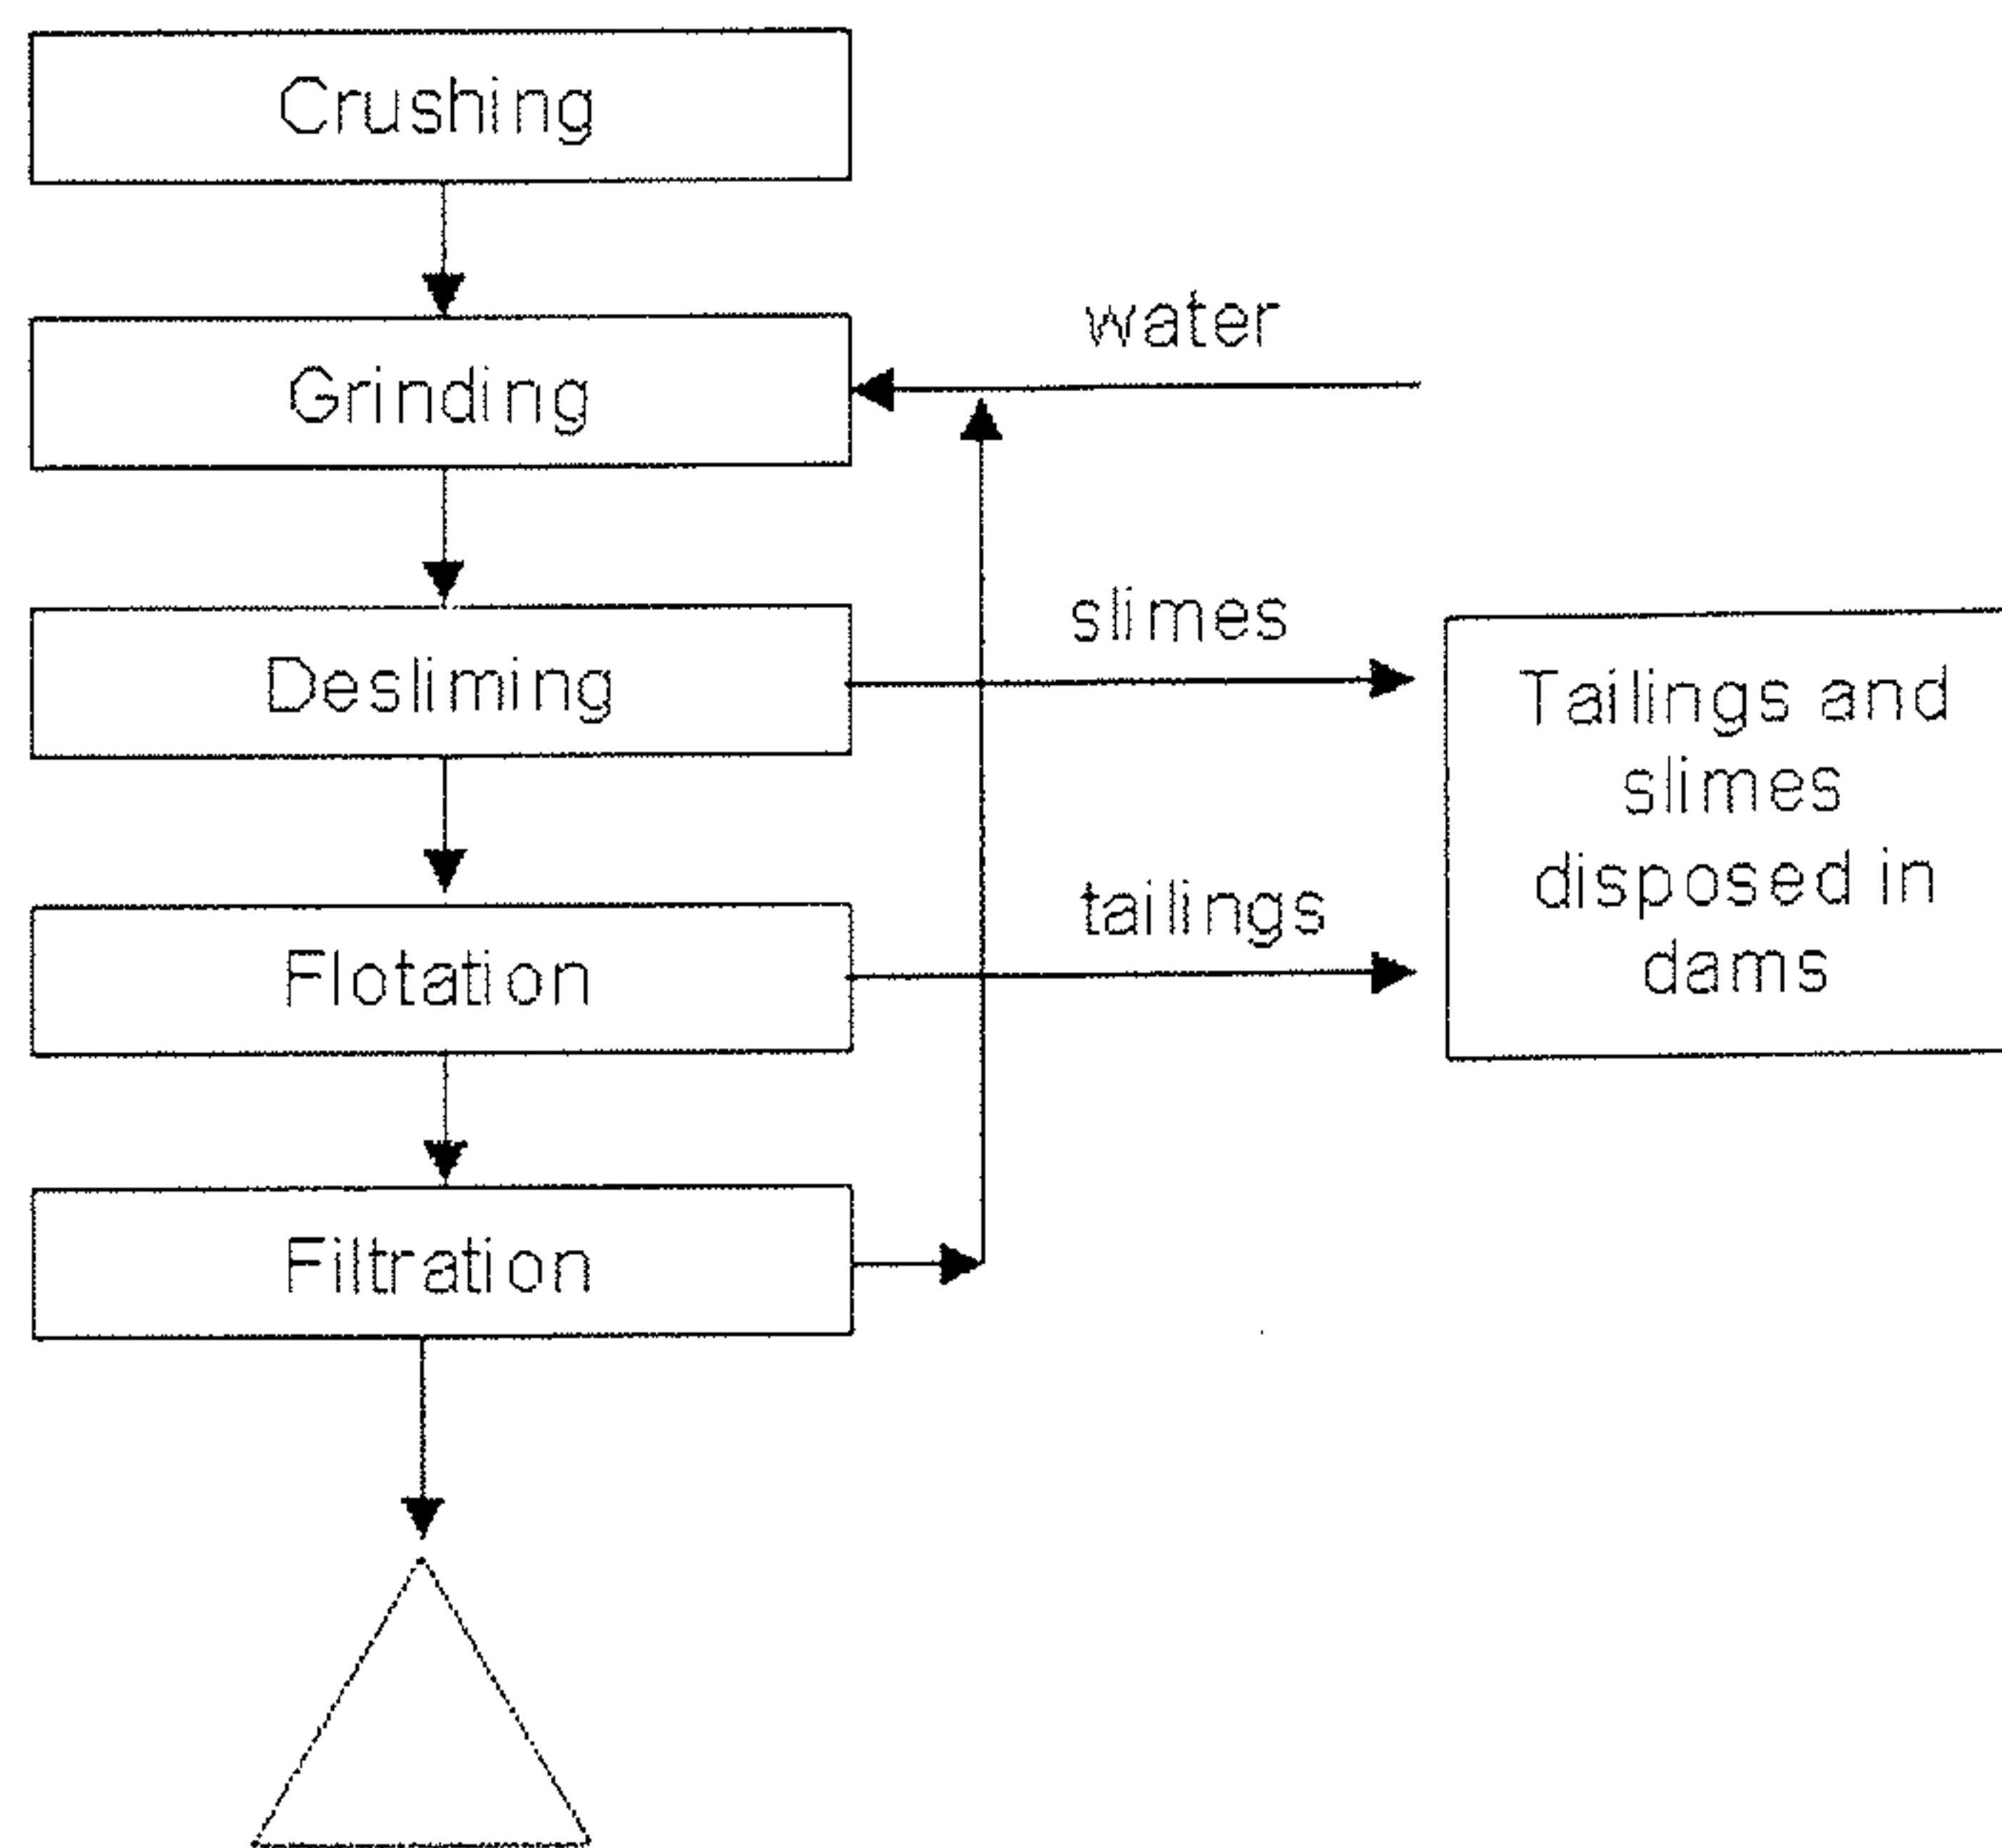 Crushing
water
Grinding
slimes
Desliming
Tailings and
slimes
disposed in
dams
tailings
Flotation
Filtration